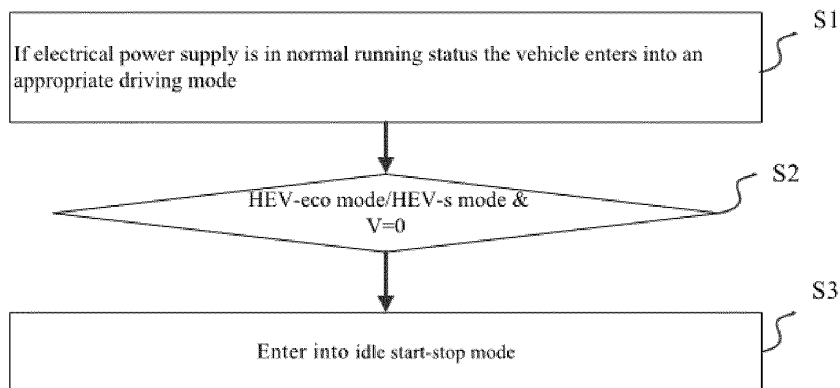 S1
If electrical power supply is in normal running status the vehicle enters into an
appropriate driving mode
S2
HEV-eco mode/HEV-s mode &
V=0
S3
Enter into idle start-stop mode